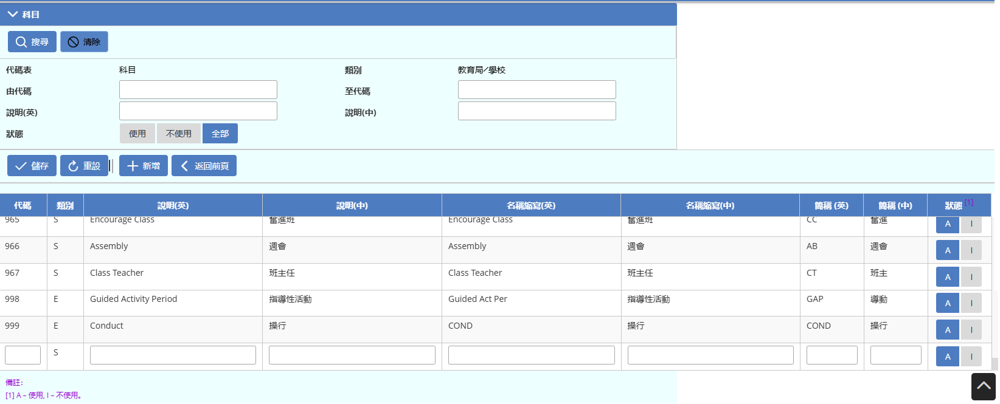 科目
搜尋 清除
代碼表 科目 類別 教育局/學校
由代碼 至代碼
說明(英) 說明(中)
狀態 使用 不使用 全部
儲存 重設 新增 返回前頁
代碼 類別 說明(英) 說明(中) 名稱縮寫(英) 名稱縮寫(中) 簡稱 (英) 簡稱 (中) 狀態 [1]
965 S Encourage Class 奮進班 Encourage Class 奮進班 CC 奮進 A I
966 S Assembly 週會 Assembly 週會 AB 週會 A I
967 S Class Teacher 班主任 Class Teacher 班主任 CT 班主 A I
998 E Guided Activity Period 指導性活動 Guided Act Per 指導性活動 GAP 導動 A I
999 E Conduct 操行 COND 操行 COND 操行 A I
S A I
備註:
[1] A – 使用, I – 不使用。